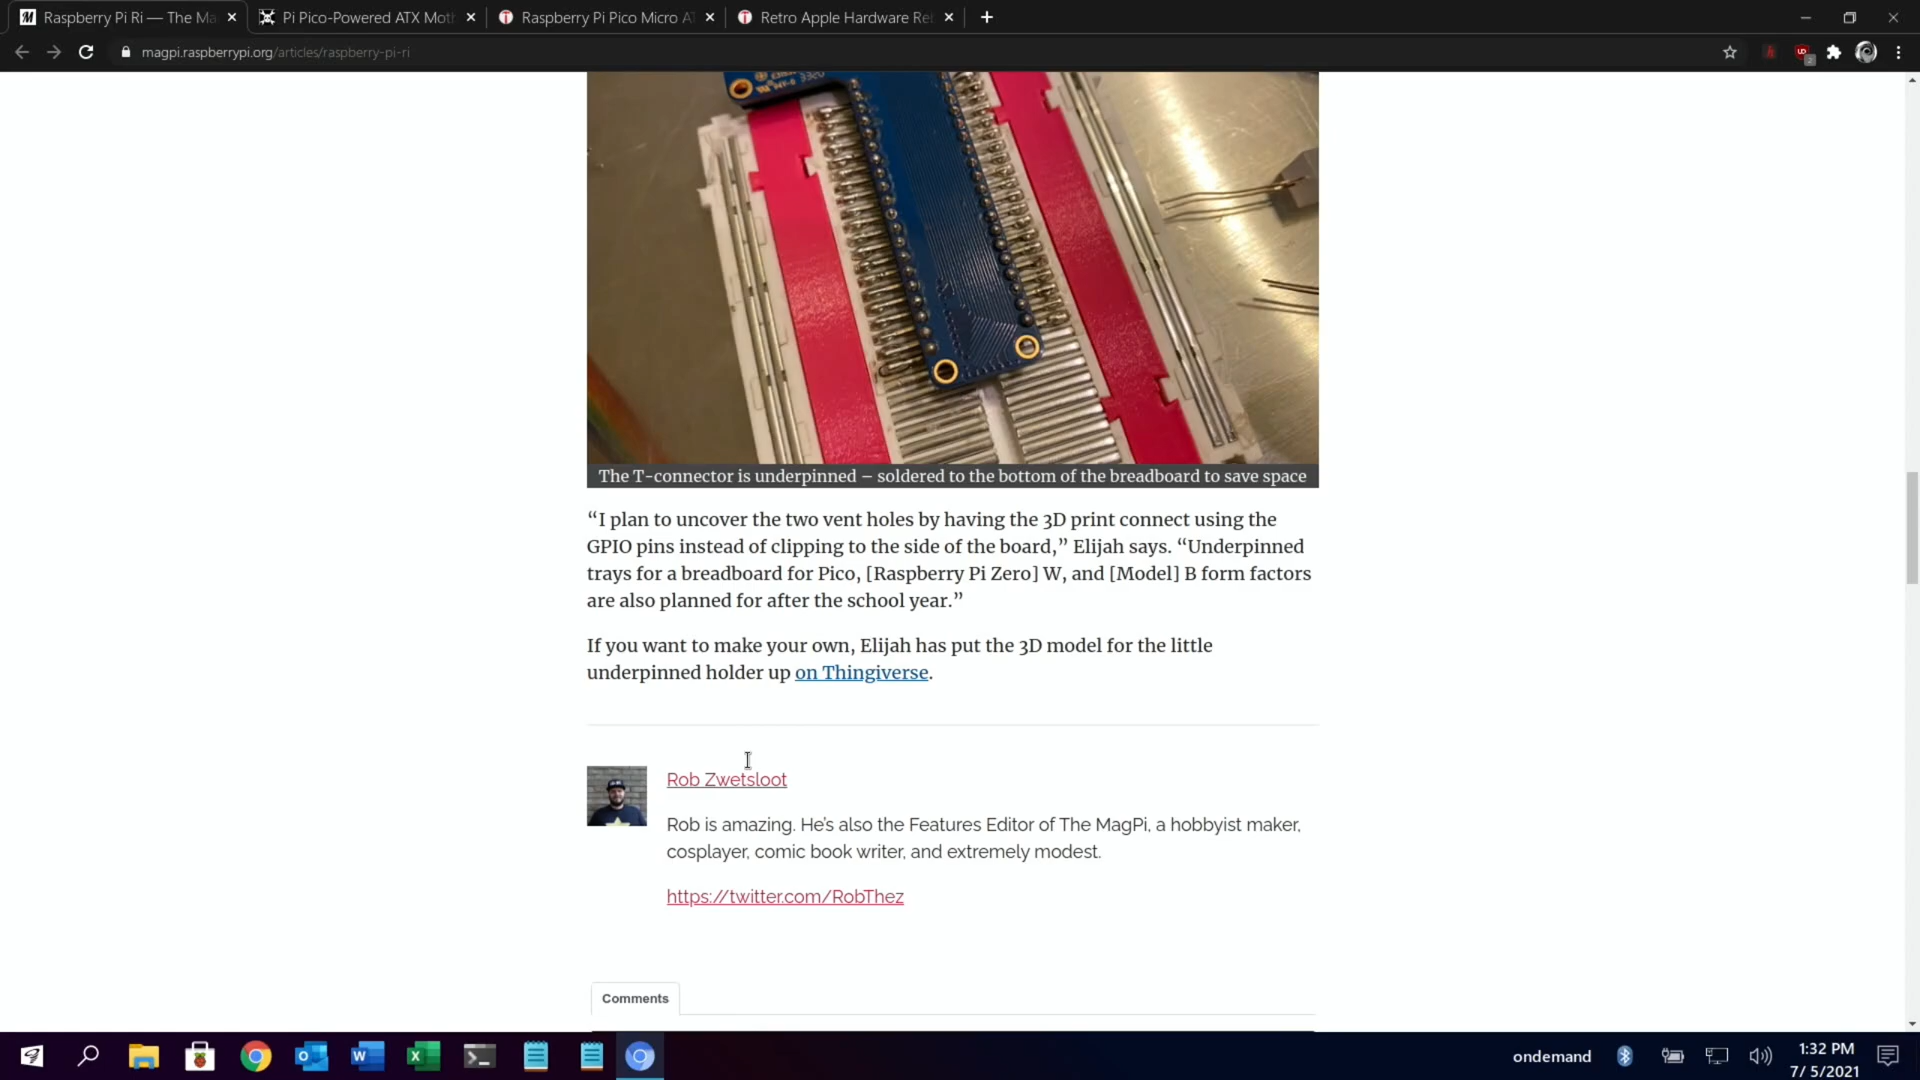 Raspberry Pi Ri — The Ma
Pi Pico-Powered ATX Moth
Raspberry Pi Pico Micro A
Retro Apple Hardware Re
magpi.raspberrypi.org/articles/raspberry-pi-ri
The T-connector is underpinned – soldered to the bottom of the breadboard to save space
“I plan to uncover the two vent holes by having the 3D print connect using the
GPIO pins instead of clipping to the side of the board,” Elijah says. “Underpinned
trays for a breadboard for Pico, [Raspberry Pi Zero] W, and [Model] B form factors
are also planned for after the school year.”
If you want to make your own, Elijah has put the 3D model for the little
underpinned holder up on Thingiverse.
Rob Zwetsloot
Rob is amazing. He’s also the Features Editor of The MagPi, a hobbyist maker,
cosplayer, comic book writer, and extremely modest.
https://twitter.com/RobThez
Comments
ondemand
1:32 PM
7/ 5/2021